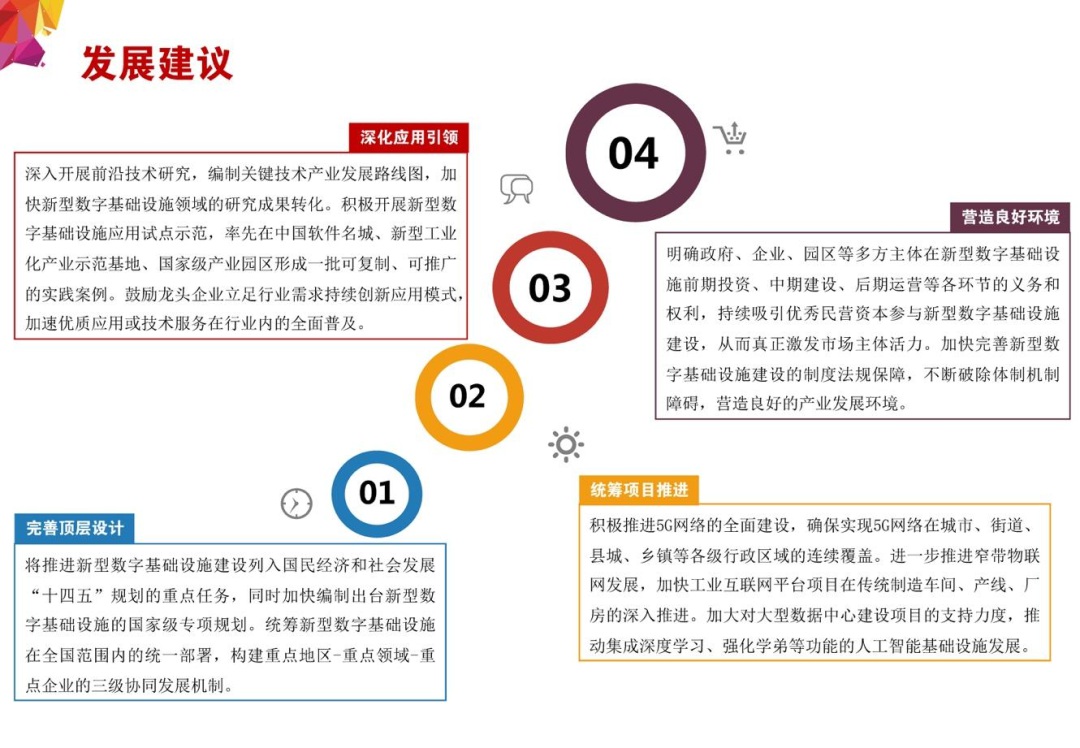 发展建议
04
深化应用引领
深入开展前沿技术研究，编制关键技术产业发展路线图，加
快新型数字基础设施领域的研究成果转化。积极开展新型数
字基础设施应用试点示范，率先在中国软件名城、新型工业
化产业示范基地、国家级产业园区形成一批可复制、可推广
的实践案例。鼓励龙头企业立足行业需求持续创新应用模式，
加速优质应用或技术服务在行业内的全面普及。
营造良好环境
明确政府、企业、园区等多方主体在新型数字基础设
施前期投资、中期建设、后期运营等各环节的义务和
权利，持续吸引优秀民营资本参与新型数字基础设施
建设，从而真正激发市场主体活力。加快完善新型数
字基础设施建设的制度法规保障，不断破除体制机制
障碍，营造良好的产业发展环境。
03
02
01
完善顶层设计
将推进新型数字基础设施建设列入国民经济和社会发展
“十四五”规划的重点任务，同时加快编制出台新型数
字基础设施的国家级专项规划。统筹新型数字基础设施
在全国范围内的统一部署，构建重点地区-重点领域-重
点企业的三级协同发展机制。
统筹项目推进
积极推进5G网络的全面建设，确保实现5G网络在城市、街道、
县城、乡镇等各级行政区域的连续覆盖。进一步推进窄带物联
网发展，加快工业互联网平台项目在传统制造车间、产线、厂
房的深入推进。加大对大型数据中心建设项目的支持力度，推
动集成深度学习、强化学弟等功能的人工智能基础设施发展。